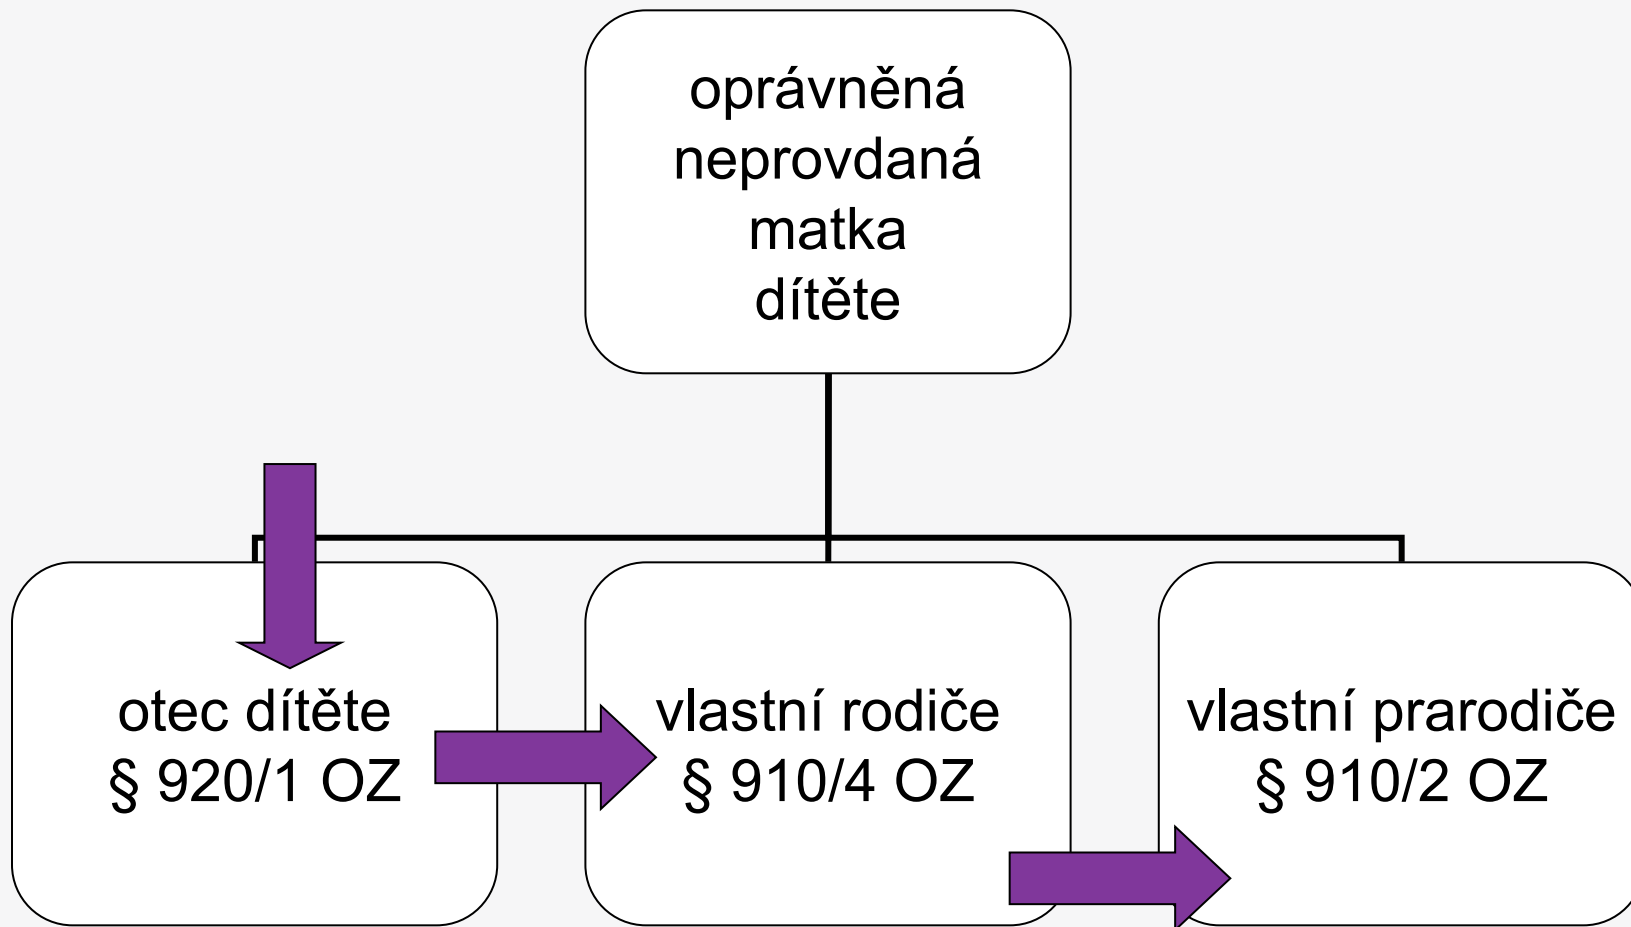 oprávněná
neprovdaná
matka
dítěte
otec dítěte
§ 920/1 OZ
vlastní rodiče
§ 910/4 OZ
vlastní prarodiče
§ 910/2 OZ